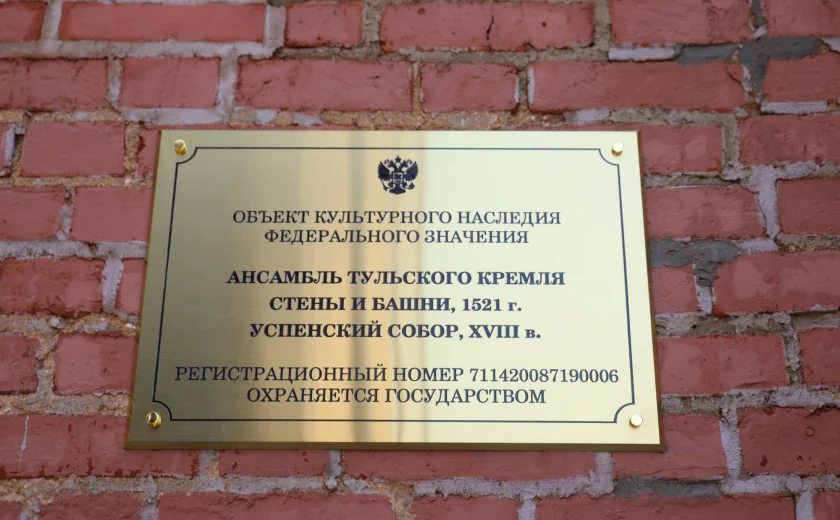 ОБЪЕКТ КУЛЬТУРНОГО НАСЛЕДИЯ
ФЕДЕРАЛЬНОГО ЗНАЧЕНИЯ
АНСАМБЛЬ ТУЛЬСКОГО КРЕМЛЯ
СТЕНЫ И БАШНИ, 1521 г.
УСПЕНСКИЙ СОБОР, XVIII в.
РЕГИСТРАЦИОННЫЙ НОМЕР 711420087190006
ОХРАНЯЕТСЯ ГОСУДАРСТВОМ